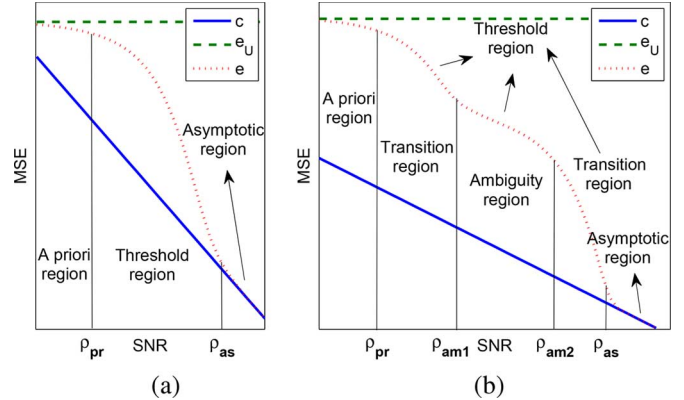 c
e_U
e
Asymptotic
region
A priori
region
Threshold
region
MSE
ρ_pr
SNR
ρ_as
(a)
c
e_U
e
Threshold
region
A priori
region
Transition
region
Ambiguity
region
Transition
region
Asymptotic
region
MSE
ρ_pr
ρ_am1
SNR
ρ_am2
ρ_as
(b)